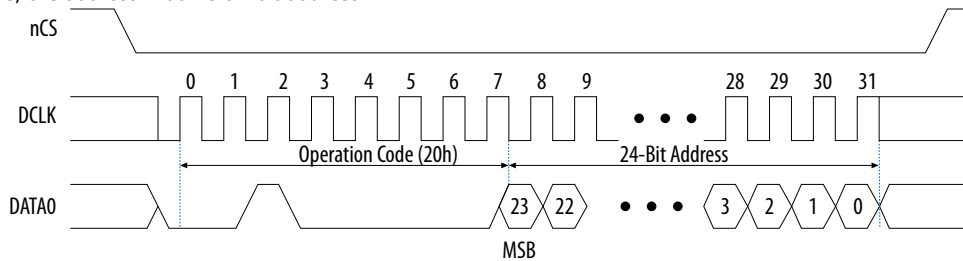 nCS
0 1 2 3 4 5 6 7 8 9 28 29 30 31
DCLK
Operation Code (20h) 24-Bit Address
DATA0 23 22 3 2 1 0
MSB